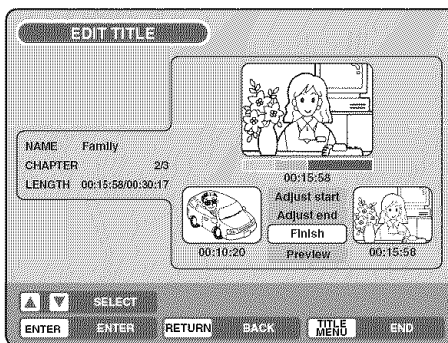 EDIT TITLE
NAME Family
CHAPTER 2/3
LENGTH 00:15:58/00:30:17
00:15:58
Adjust start
Adjust end
Finish
Preview
00:10:20
00:15:58
SELECT
ENTER ENTER RETURN BACK TITLE MENU END